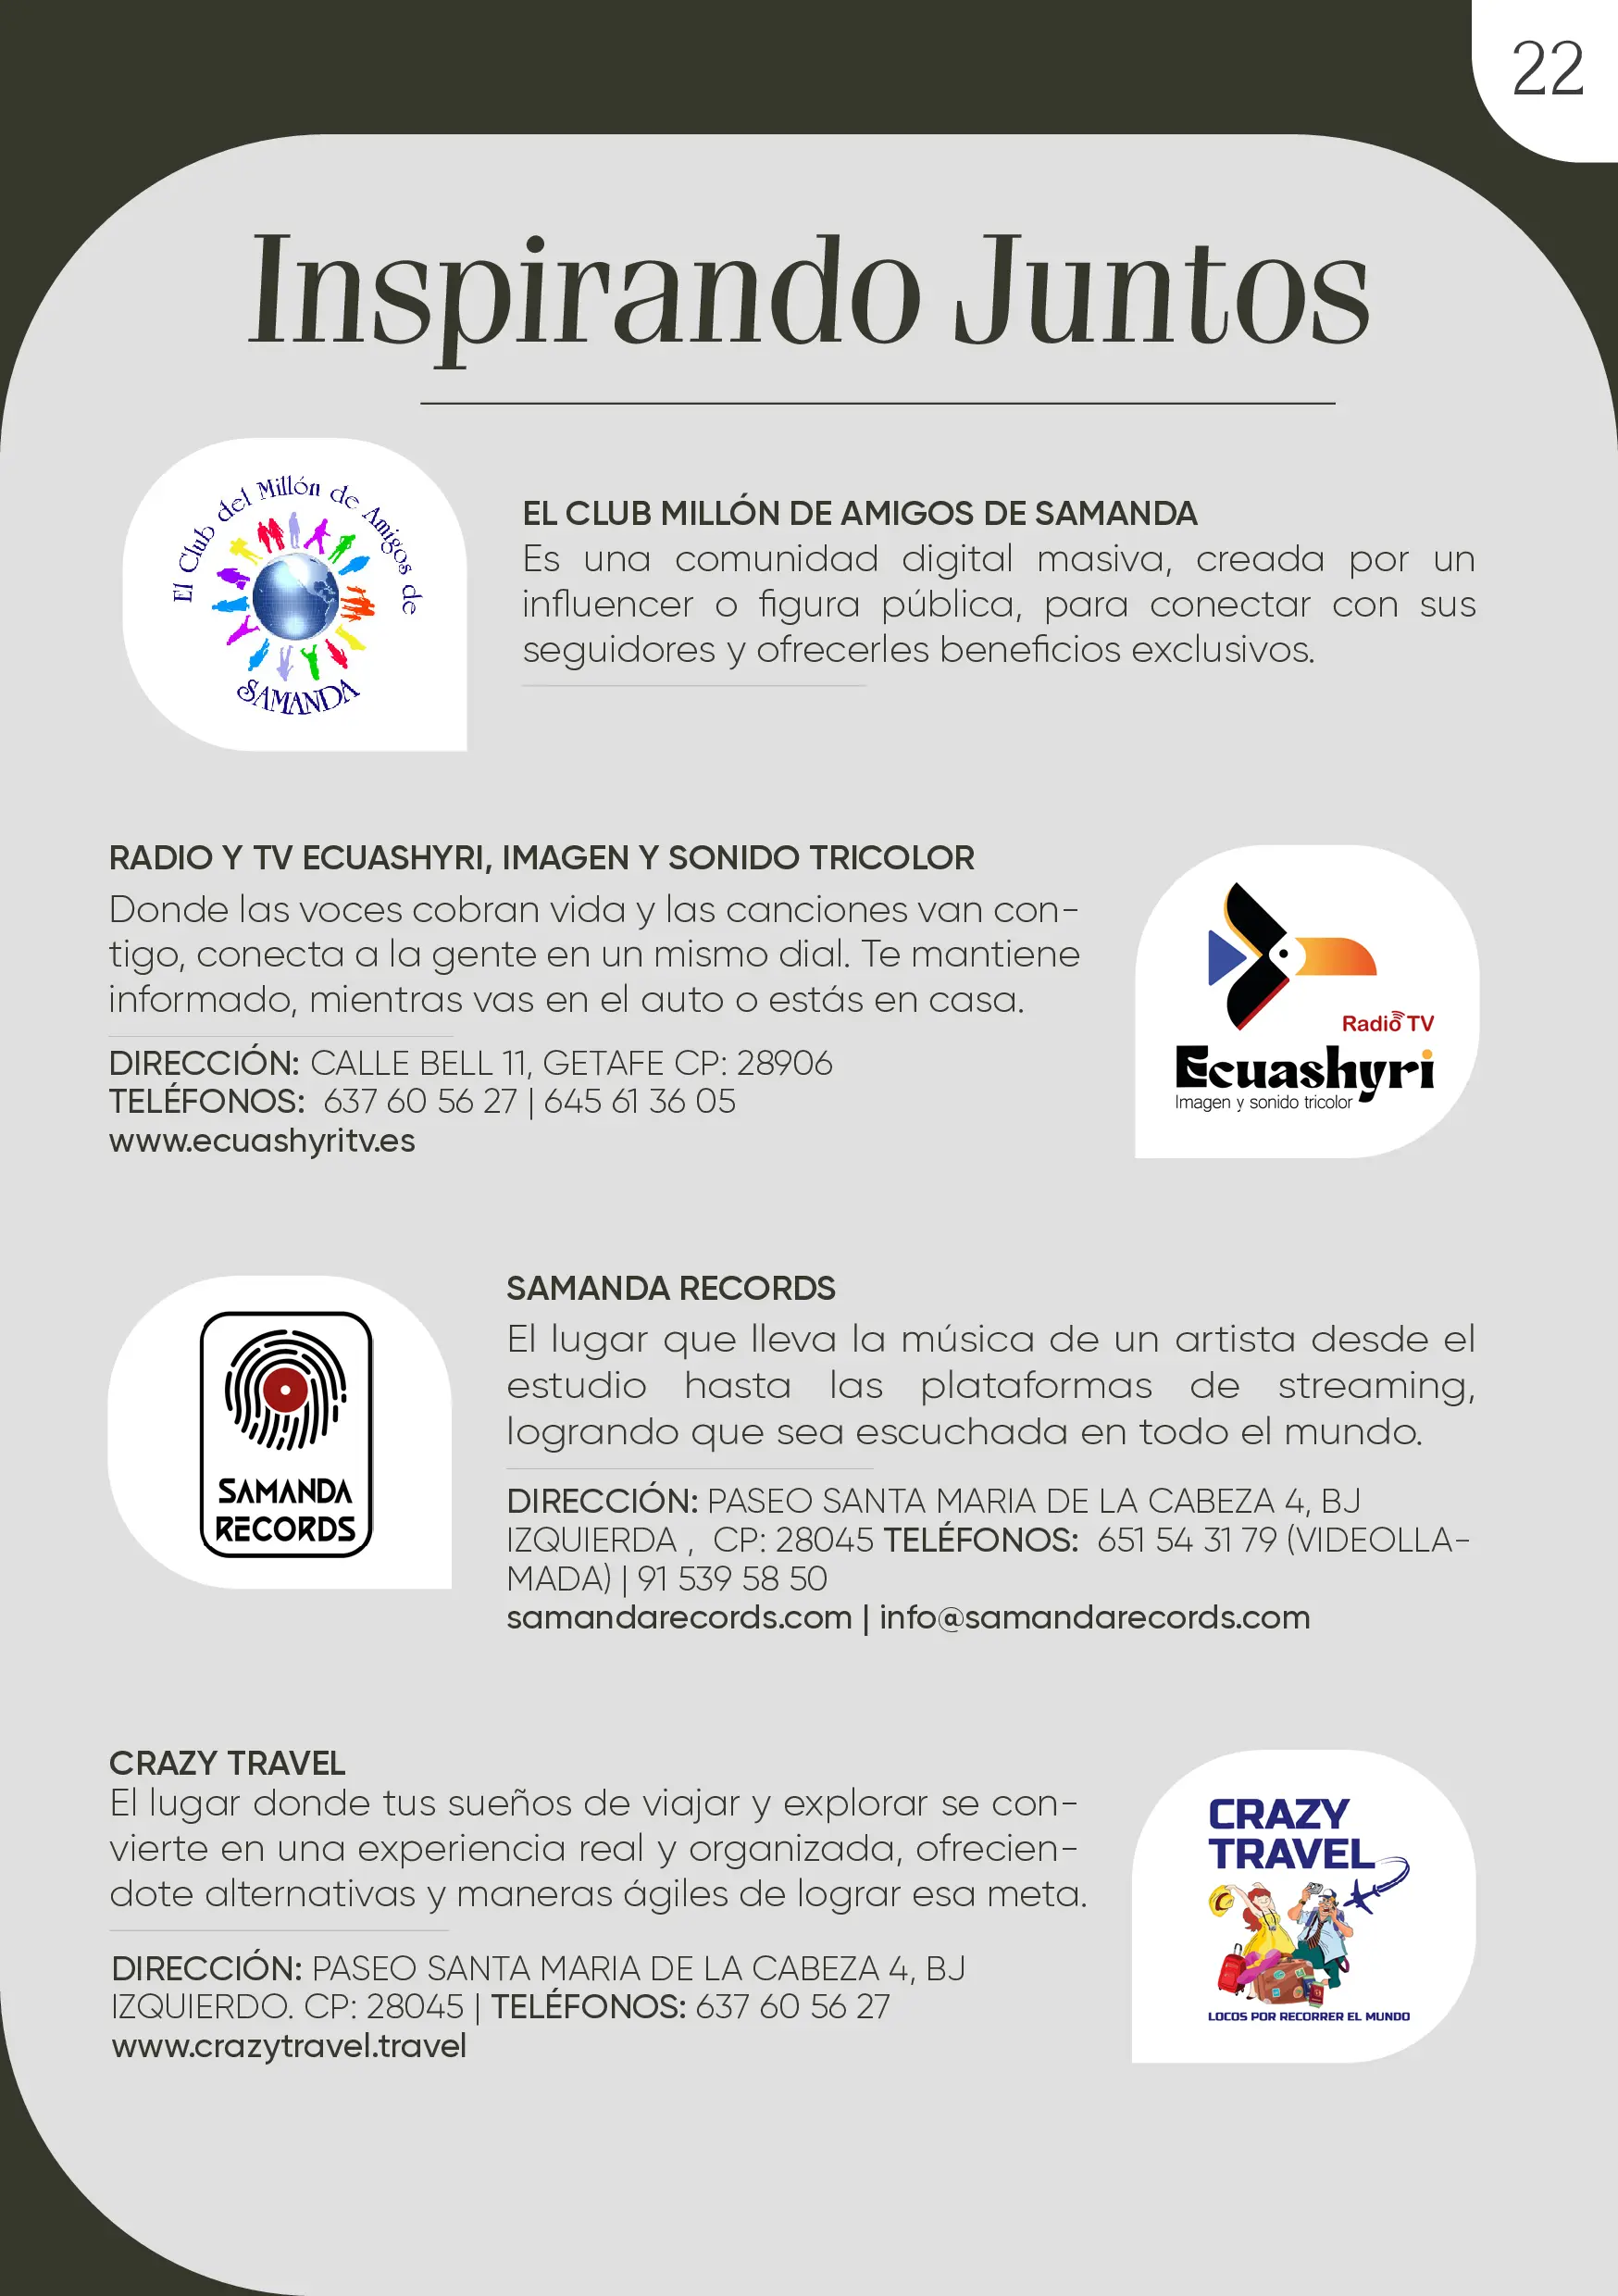 22
Inspirando Juntos
El Club del Millón de Amigos de
SAMANDA
EL CLUB MILLÓN DE AMIGOS DE SAMANDA
Es una comunidad digital masiva, creada por un
influencer o figura pública, para conectar con sus
seguidores y ofrecerles beneficios exclusivos.
RADIO Y TV ECUASHYRI, IMAGEN Y SONIDO TRICOLOR
Donde las voces cobran vida y las canciones van con-
tigo, conecta a la gente en un mismo dial. Te mantiene
informado, mientras vas en el auto o estás en casa.
DIRECCIÓN: CALLE BELL 11, GETAFE CP: 28906
TELÉFONOS: 637 60 56 27 | 645 61 36 05
www.ecuashyritv.es
Radio TV
Ecuashyri
Imagen y sonido tricolor
SAMANDA
RECORDS
SAMANDA RECORDS
El lugar que lleva la música de un artista desde el
estudio hasta las plataformas de streaming,
logrando que sea escuchada en todo el mundo.
DIRECCIÓN: PASEO SANTA MARIA DE LA CABEZA 4, BJ
IZQUIERDA , CP: 28045 TELÉFONOS: 651 54 31 79 (VIDEOLLA-
MADA) | 91 539 58 50
samandarecords.com | info@samandarecords.com
CRAZY TRAVEL
El lugar donde tus sueños de viajar y explorar se con-
vierte en una experiencia real y organizada, ofrecien-
dote alternativas y maneras ágiles de lograr esa meta.
DIRECCIÓN: PASEO SANTA MARIA DE LA CABEZA 4, BJ
IZQUIERDO. CP: 28045 | TELÉFONOS: 637 60 56 27
www.crazytravel.travel
CRAZY
TRAVEL
LOCOS POR RECORRER EL MUNDO